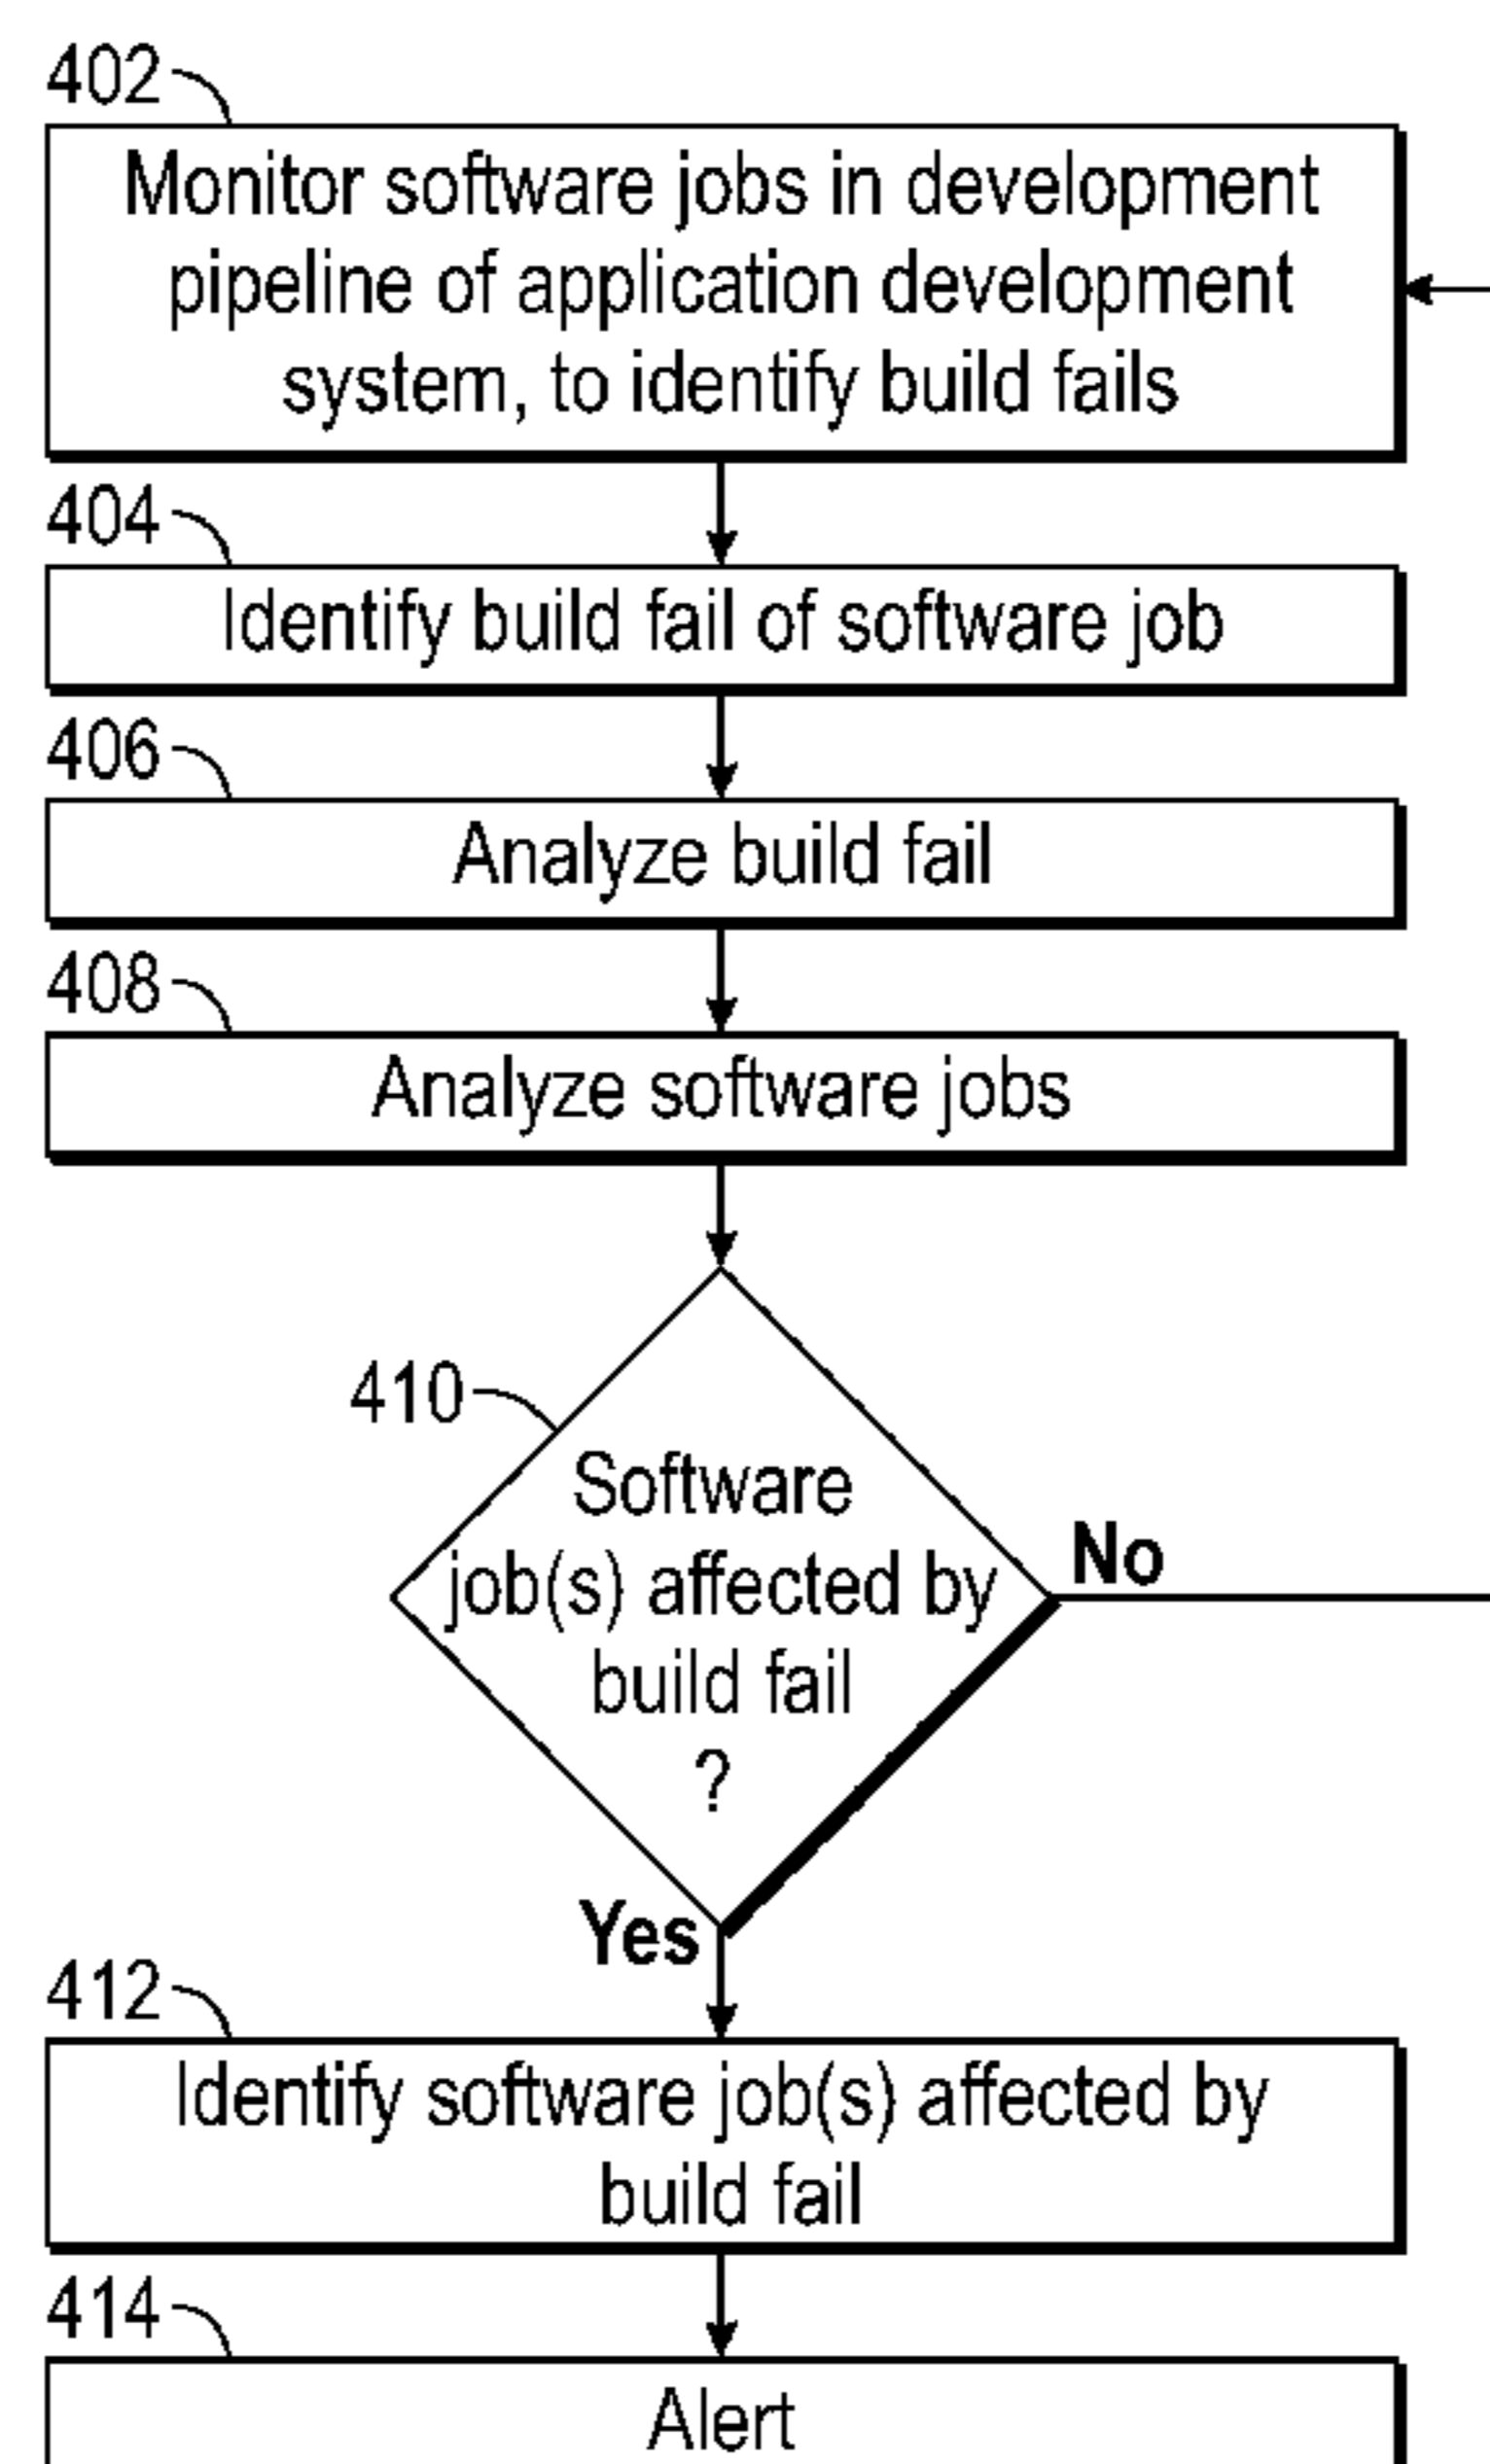 402
Monitor software jobs in development
pipeline of application development
system, to identify build fails
404
Identify build fail of software job
406
Analyze build fail
408
Analyze software jobs
410
Software
job(s) affected by
build fail
?
No
Yes
412
Identify software job(s) affected by
build fail
414
Alert